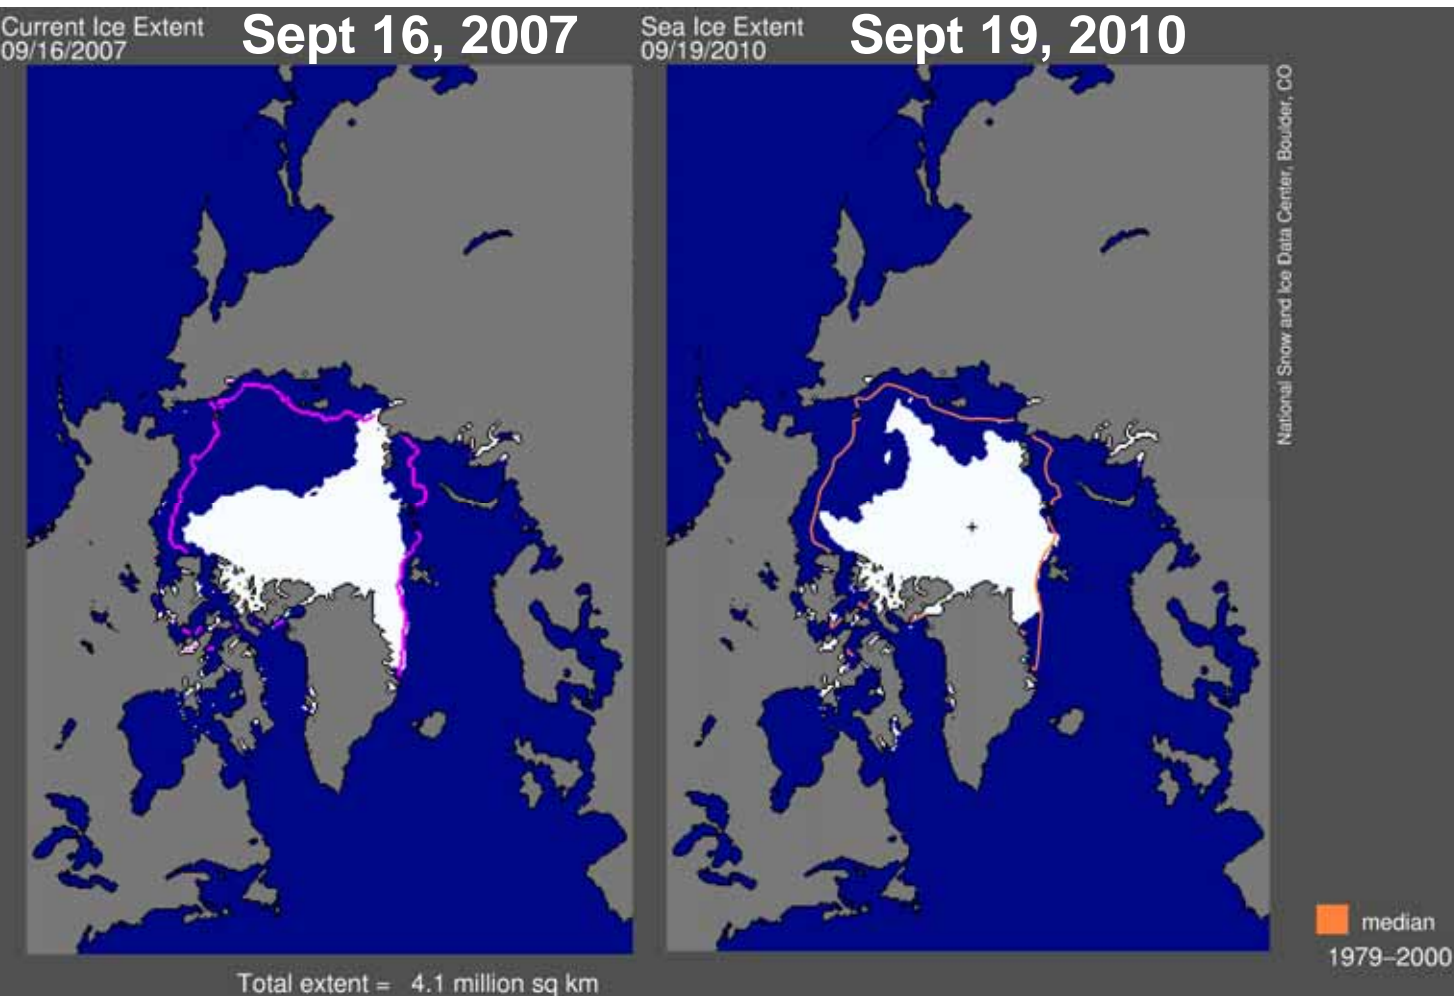 Current Ice Extent
09/16/2007
Sept 16, 2007
Sea Ice Extent
09/19/2010
Sept 19, 2010
National Snow and Ice Data Center, Boulder, CO
median
1979–2000
Total extent = 4.1 million sq km